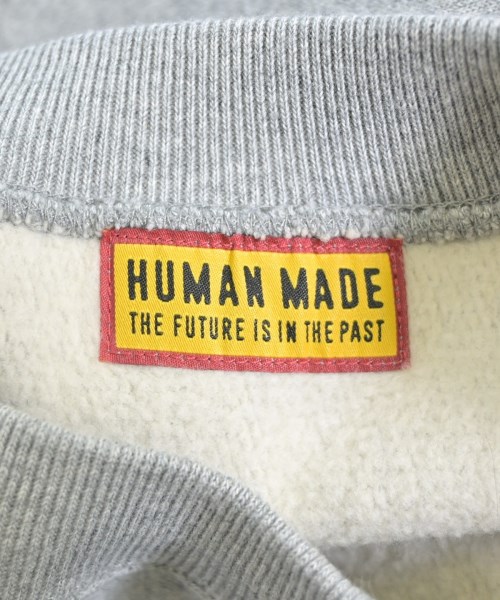 HUMAN MADE
THE FUTURE IS IN THE PAST